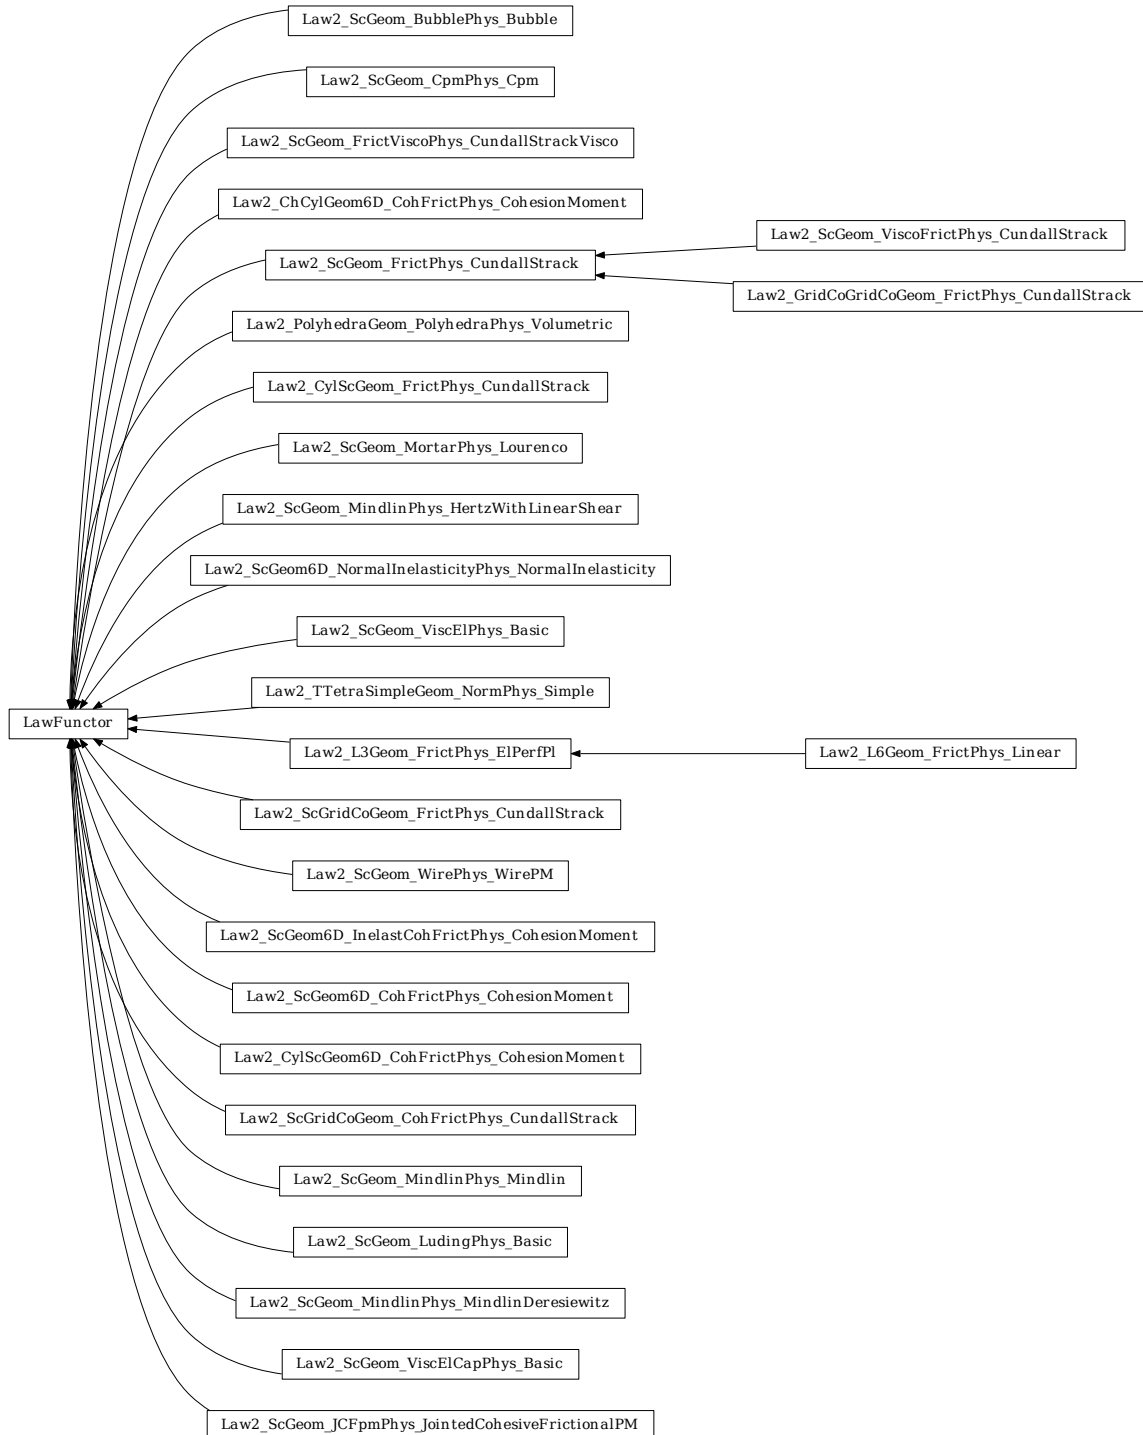 Law2_ScGeom_BubblePhys_Bubble
Law2_ScGeom_CpmPhys_Cpm
Law2_ScGeom_FrictViscoPhys_CundallStrackVisco
Law2_ChCylGeom6D_CohFrictPhys_CohesionMoment
Law2_ScGeom_ViscoFrictPhys_CundallStrack
Law2_ScGeom_FrictPhys_CundallStrack
Law2_GridCoGridCoGeom_FrictPhys_CundallStrack
Law2_PolyhedraGeom_PolyhedraPhys_Volumetric
Law2_CylScGeom_FrictPhys_CundallStrack
Law2_ScGeom_MortarPhys_Lourenco
Law2_ScGeom_MindlinPhys_HertzWithLinearShear
Law2_ScGeom6D_NormalInelasticityPhys_NormalInelasticity
Law2_ScGeom_ViscElPhys_Basic
Law2_TTetraSimpleGeom_NormPhys_Simple
LawFunctor
Law2_L3Geom_FrictPhys_ElPerfPl
Law2_L6Geom_FrictPhys_Linear
Law2_ScGridCoGeom_FrictPhys_CundallStrack
Law2_ScGeom_WirePhys_WirePM
Law2_ScGeom6D_InelastCohFrictPhys_CohesionMoment
Law2_ScGeom6D_CohFrictPhys_CohesionMoment
Law2_CylScGeom6D_CohFrictPhys_CohesionMoment
Law2_ScGridCoGeom_CohFrictPhys_CundallStrack
Law2_ScGeom_MindlinPhys_Mindlin
Law2_ScGeom_LudingPhys_Basic
Law2_ScGeom_MindlinPhys_MindlinDeresiewitz
Law2_ScGeom_ViscElCapPhys_Basic
Law2_ScGeom_JCFpmPhys_JointedCohesiveFrictionalPM